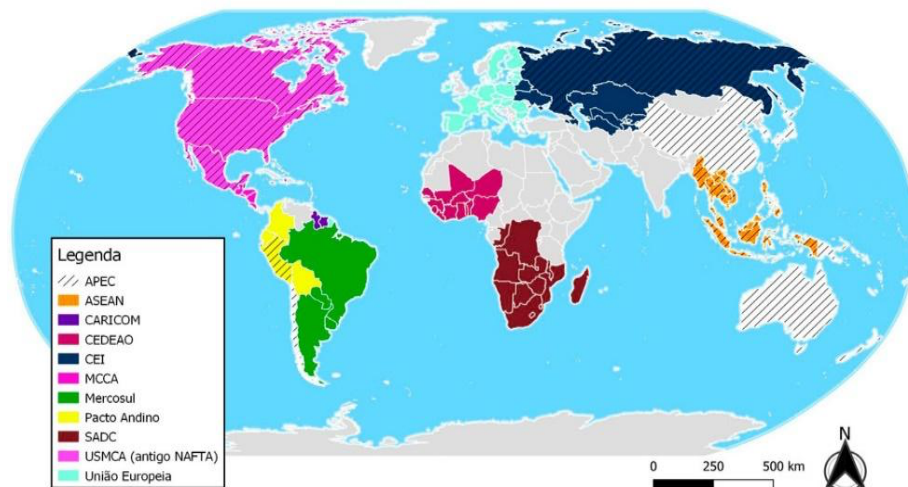 Legenda
APEC
ASEAN
CARICOM
CEDEAO
CEI
MCCA
Mercosul
Pacto Andino
SADC
USMCA (antigo NAFTA)
União Europeia
N
0 250 500 km